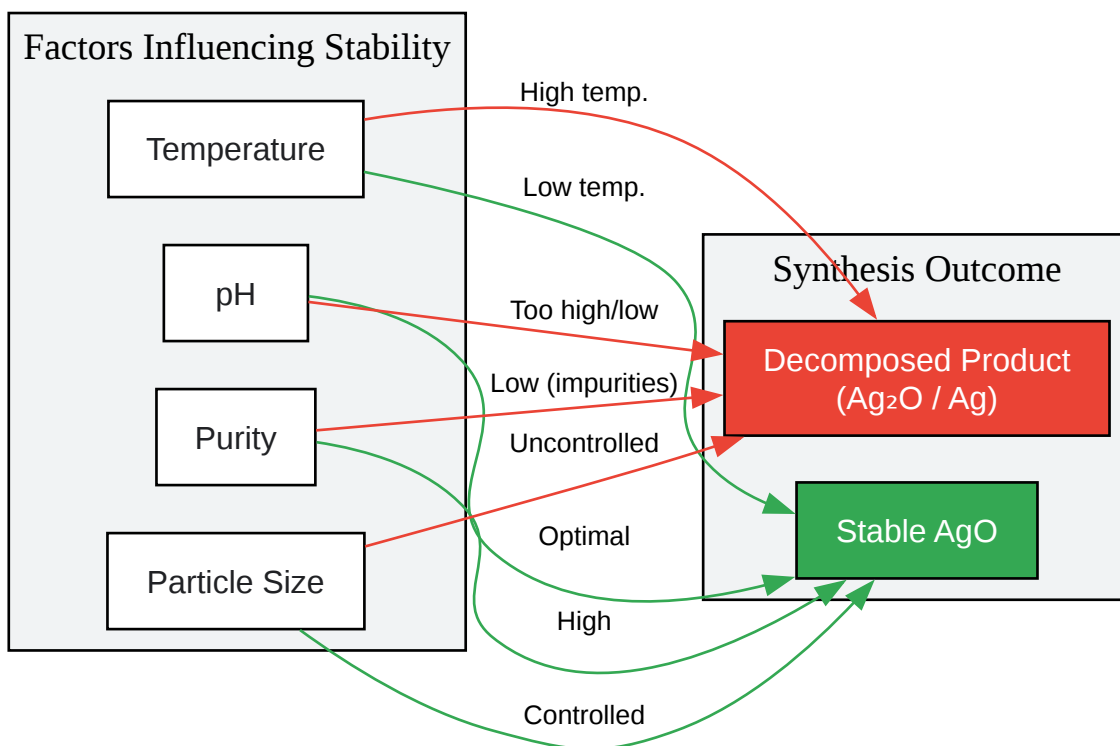 Factors Influencing Stability
Temperature
pH
Purity
Particle Size
High temp.
Low temp.
Too high/low
Low (impurities)
Uncontrolled
Optimal
High
Controlled
Synthesis Outcome
Decomposed Product
(Ag₂O / Ag)
Stable AgO